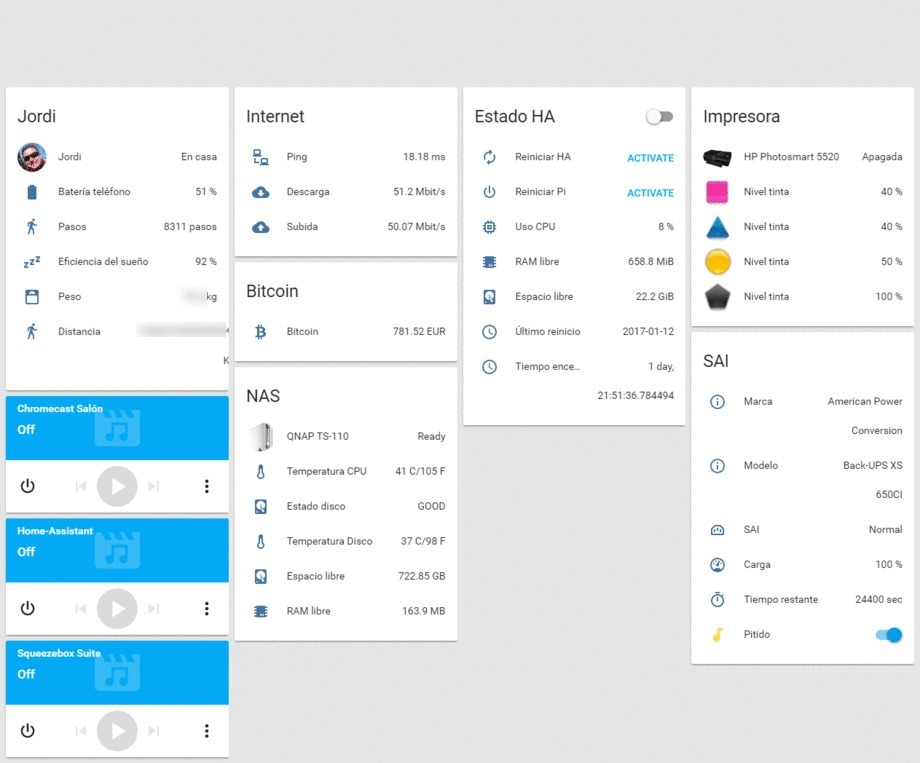 Jordi
Jordi En casa
Batería teléfono 51 %
Pasos 8311 pasos
Eficiencia del sueño 92 %
Peso kg
Distancia
K
Chromecast Salón
Off
Home-Assistant
Off
Squeezebox Suite
Off
Internet
Ping 18.18 ms
Descarga 51.2 Mbit/s
Subida 50.07 Mbit/s
Bitcoin
Bitcoin 781.52 EUR
NAS
QNAP TS-110 Ready
Temperatura CPU 41 C/105 F
Estado disco GOOD
Temperatura Disco 37 C/98 F
Espacio libre 722.85 GB
RAM libre 163.9 MB
Estado HA
Reiniciar HA ACTIVATE
Reiniciar Pi ACTIVATE
Uso CPU 8 %
RAM libre 658.8 MiB
Espacio libre 22.2 GiB
Último reinicio 2017-01-12
Tiempo ence... 1 day,
21:51:36.784494
Impresora
HP Photosmart 5520 Apagada
Nivel tinta 40 %
Nivel tinta 40 %
Nivel tinta 50 %
Nivel tinta 100 %
SAI
Marca American Power
Conversion
Modelo Back-UPS XS
650CI
SAI Normal
Carga 100 %
Tiempo restante 24400 sec
Pitido